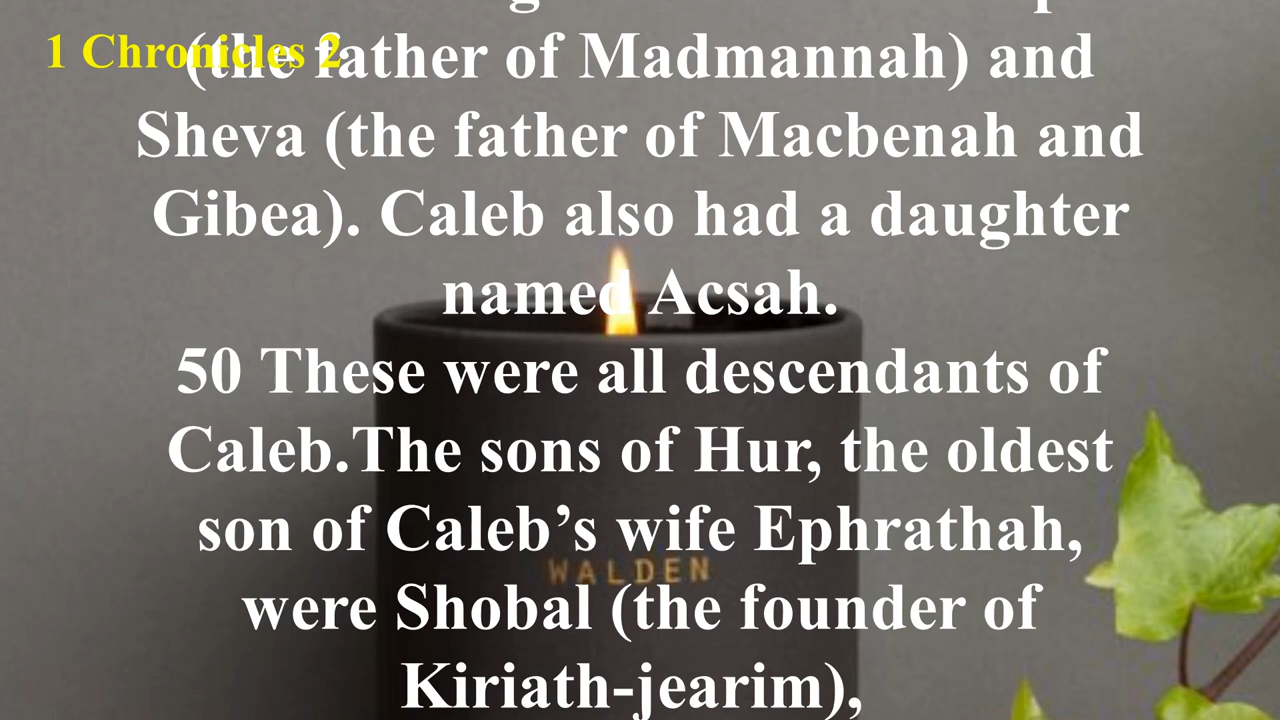 1 Chronicles 2
(the father of Madmannah) and
Sheva (the father of Macbenah and
Gibea). Caleb also had a daughter
named Acsah.
50 These were all descendants of
Caleb.The sons of Hur, the oldest
son of Caleb’s wife Ephrathah,
WALDEN
were Shobal (the founder of
Kiriath-jearim),